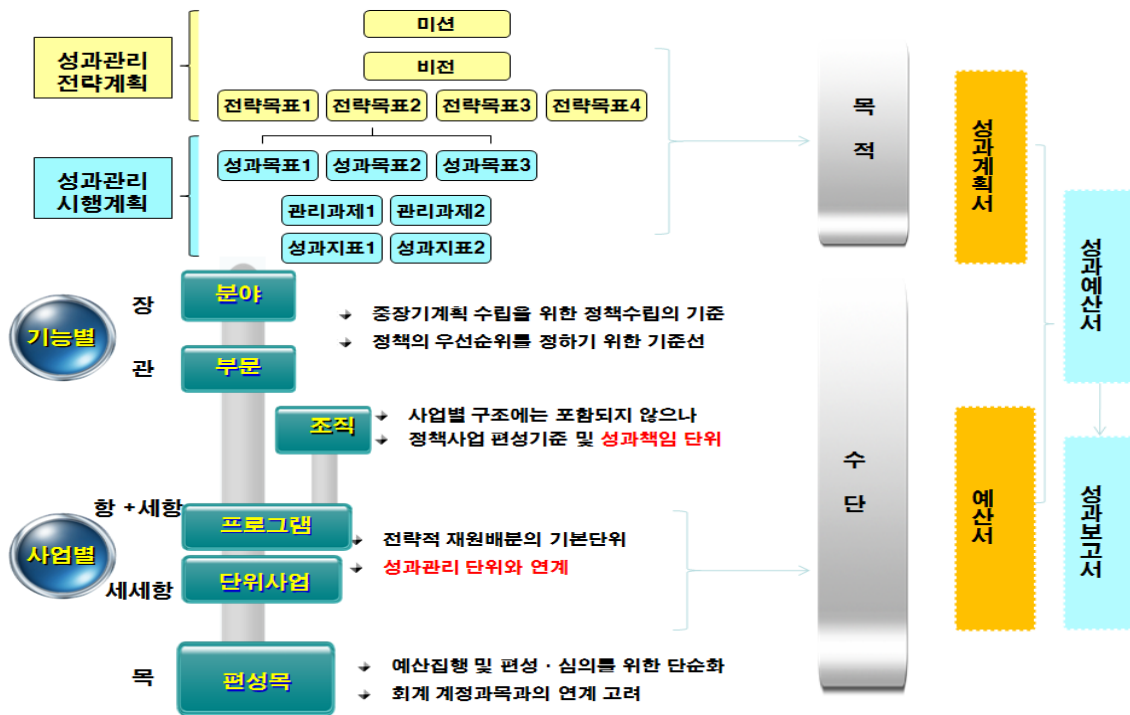 미션
성과관리
전략계획
비전
전략목표1 전략목표2 전략목표3 전략목표4
성과관리
시행계획
성과목표1 성과목표2 성과목표3
관리과제1 관리과제2
성과지표1 성과지표2
목
적
성과계획서
성과예산서
기능별
장
분야
중장기계획 수립을 위한 정책수립의 기준
정책의 우선순위를 정하기 위한 기준선
관
부문
조직
사업별 구조에는 포함되지 않으나
정책사업 편성기준 및 성과책임 단위
사업별
항 +세항
프로그램
전략적 재원배분의 기본단위
성과관리 단위와 연계
세세항
단위사업
목
편성목
예산집행 및 편성 · 심의를 위한 단순화
회계 계정과목과의 연계 고려
수
단
예산서
성과보고서